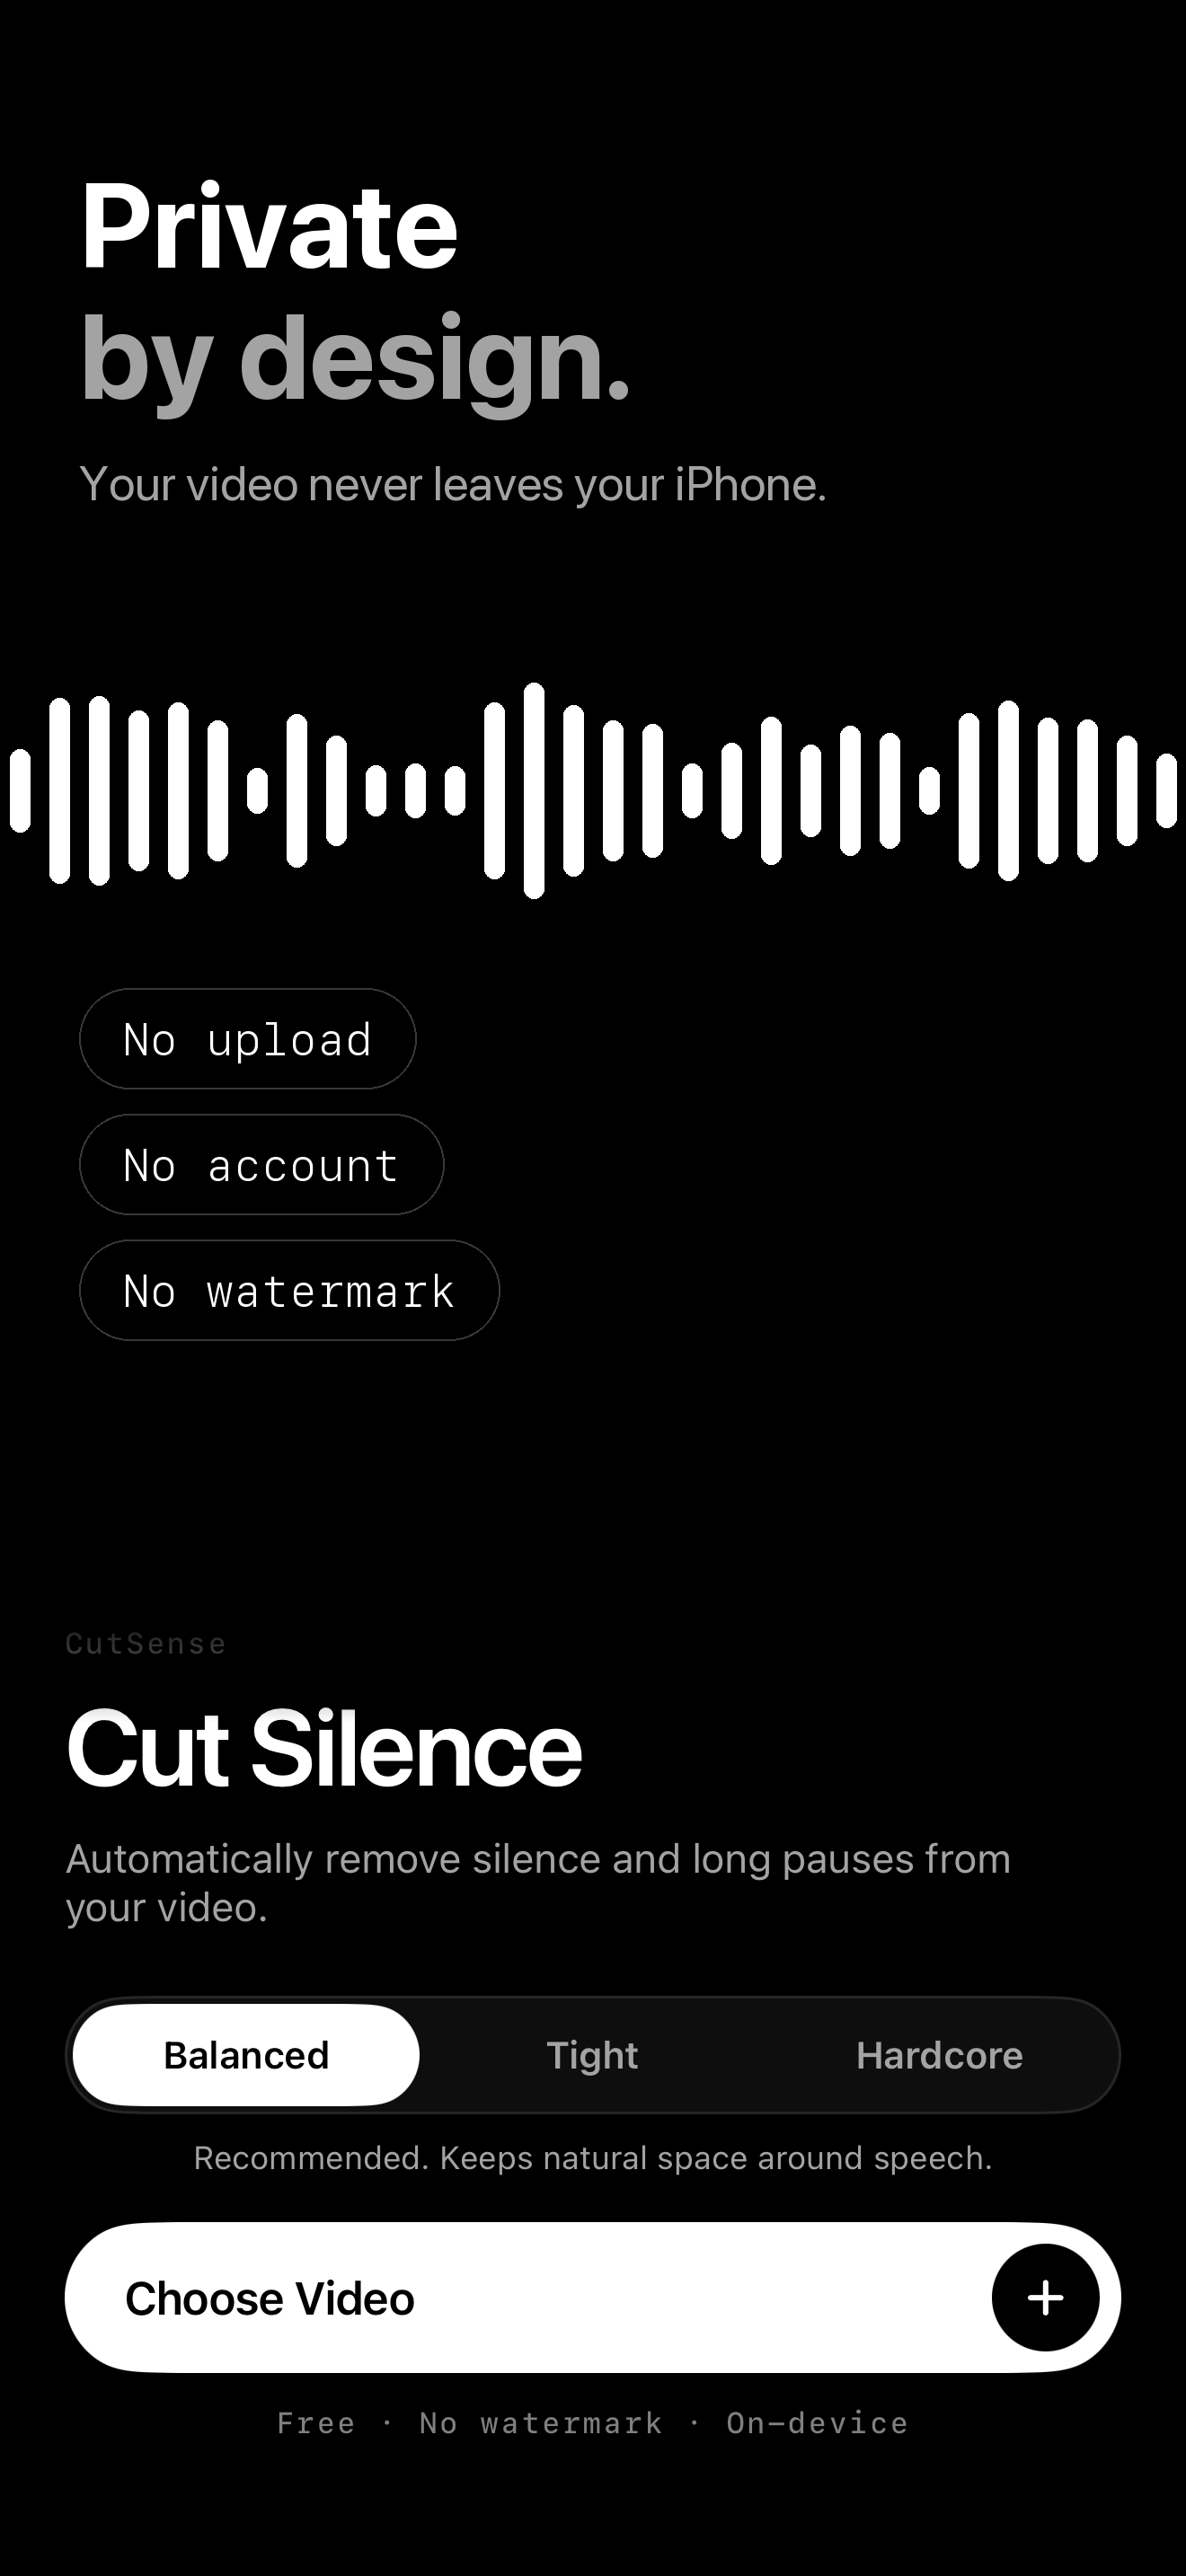 Private
by design.
Your video never leaves your iPhone.
No upload
No account
No watermark
CutSense
Cut Silence
Automatically remove silence and long pauses from
your video.
Balanced
Tight
Hardcore
Recommended. Keeps natural space around speech.
Choose Video
Free · No watermark · On-device